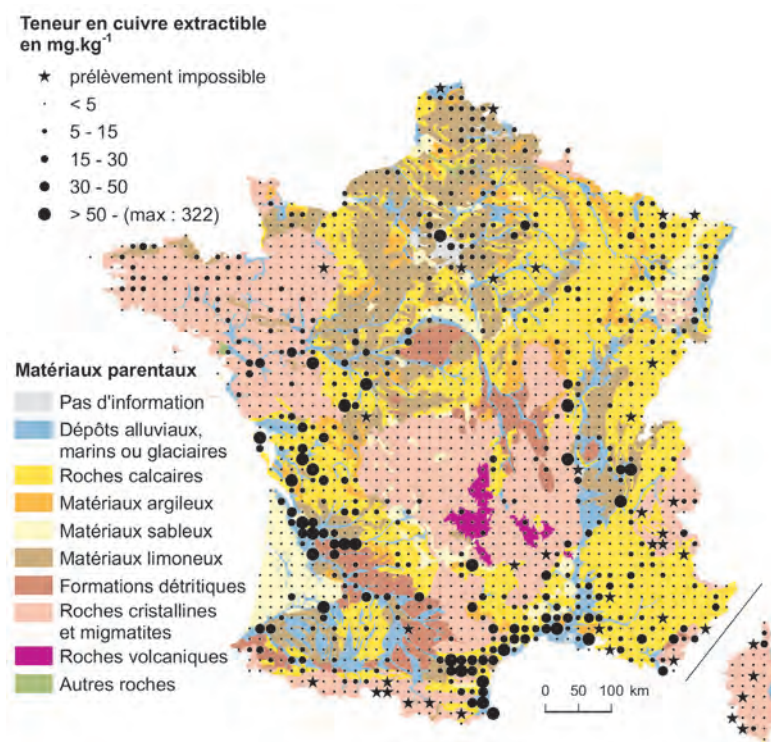 Teneur en cuivre extractible
en mg.kg⁻¹
prélèvement impossible
< 5
5 - 15
15 - 30
30 - 50
> 50 - (max : 322)
Matériaux parentaux
Pas d'information
Dépôts alluviaux,
marins ou glaciaires
Roches calcaires
Matériaux argileux
Matériaux sableux
Matériaux limoneux
Formations détritiques
Roches cristallines
et migmatites
Roches volcaniques
Autres roches
0 50 100 km